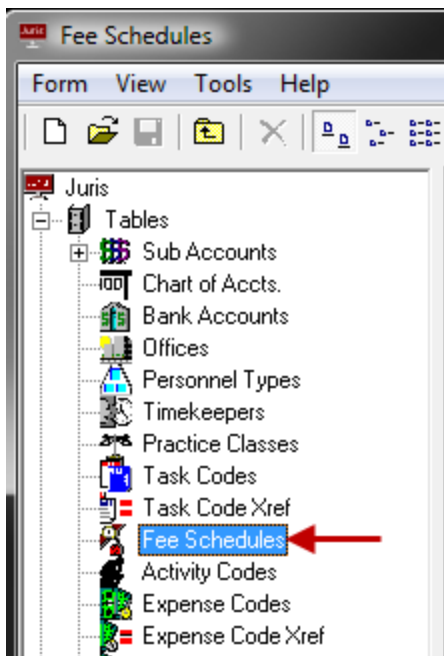 Fee Schedules
Form View Tools Help
Juris
Tables
Sub Accounts
Chart of Accts.
Bank Accounts
Offices
Personnel Types
Timekeepers
Practice Classes
Task Codes
Task Code Xref
Fee Schedules
Activity Codes
Expense Codes
Expense Code Xref